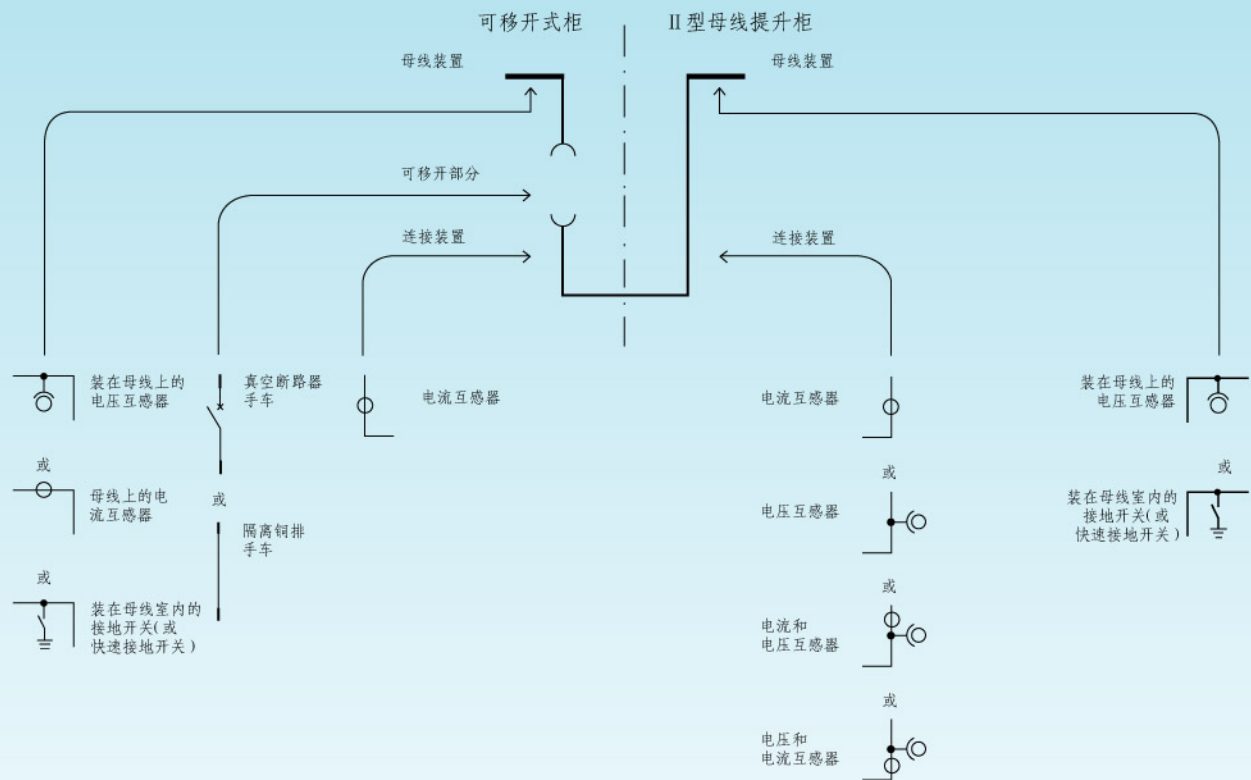 可移开式柜
II型母线提升柜
母线装置
母线装置
可移开部分
连接装置
连接装置
装在母线上的
电压互感器
或
母线上的电
流互感器
或
装在母线室内的
接地开关(或
快速接地开关)
真空断路器
手车
或
隔离铜排
手车
电流互感器
电流互感器
或
电压互感器
或
电流和
电压互感器
或
电压和
电流互感器
装在母线上的
电压互感器
或
装在母线室内的
接地开关(或
快速接地开关)